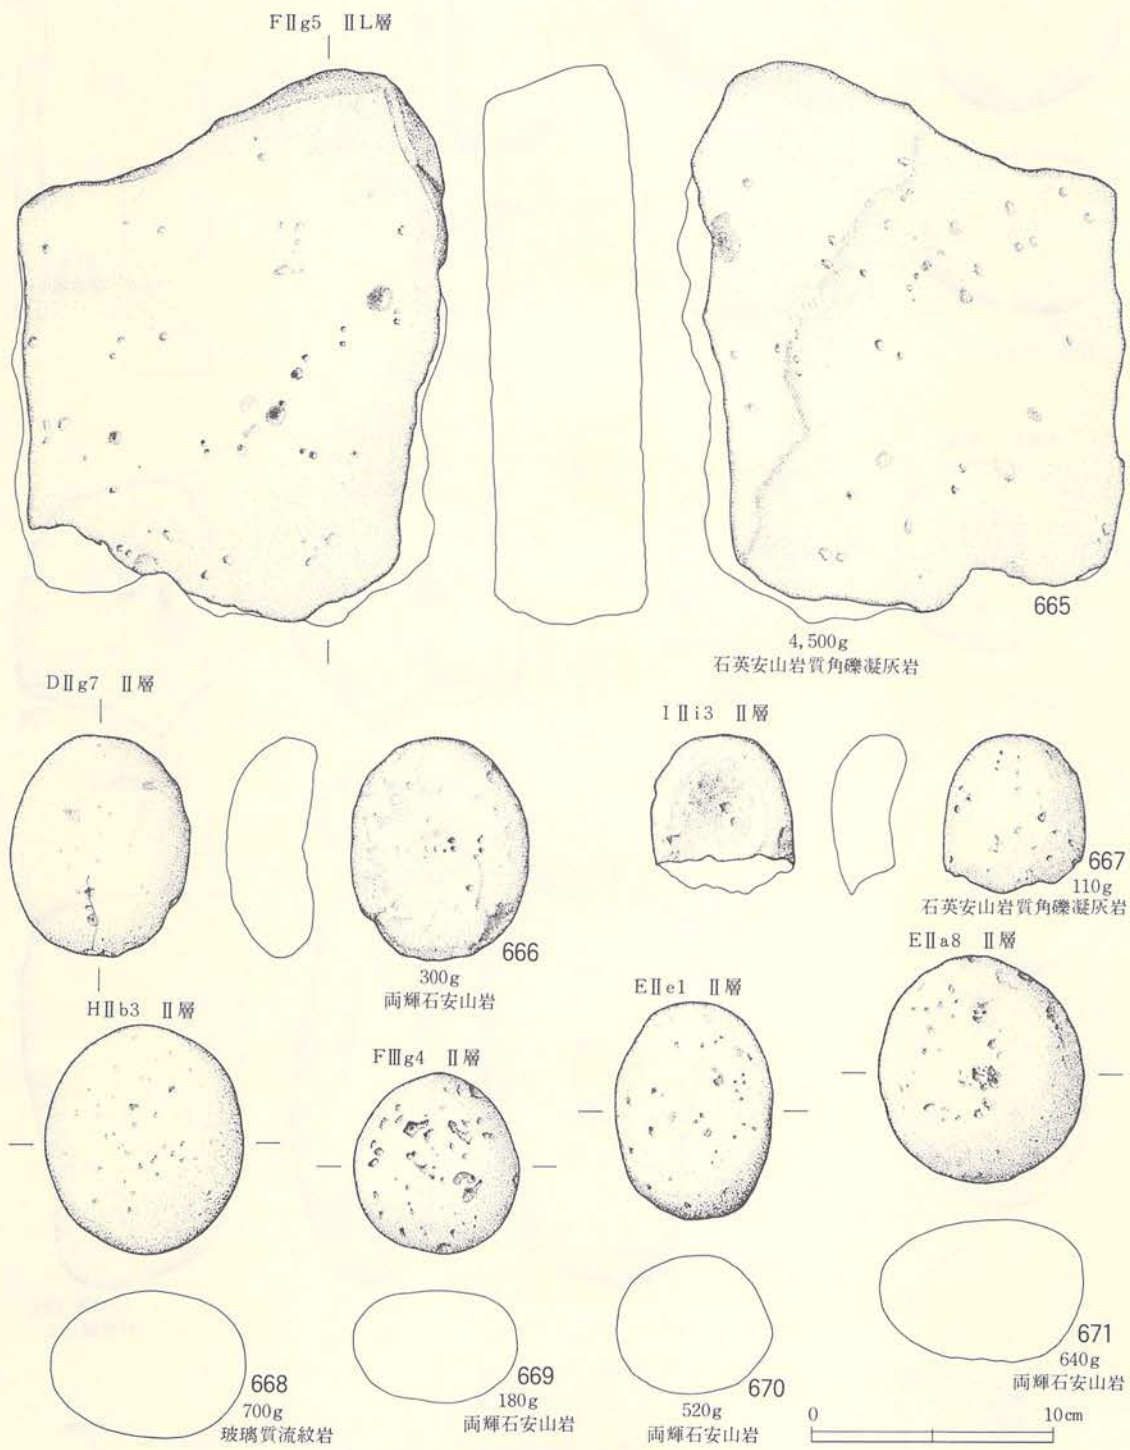 FⅡg5 ⅡL層
665
4,500g
石英安山岩質角礫凝灰岩
DⅡg7 Ⅱ層
666
300g
両輝石安山岩
IⅡi3 Ⅱ層
667
110g
石英安山岩質角礫凝灰岩
HⅡb3 Ⅱ層
668
700g
玻璃質流紋岩
FⅢg4 Ⅱ層
669
180g
両輝石安山岩
EⅡe1 Ⅱ層
670
520g
両輝石安山岩
EⅡa8 Ⅱ層
671
640g
両輝石安山岩
0 10cm